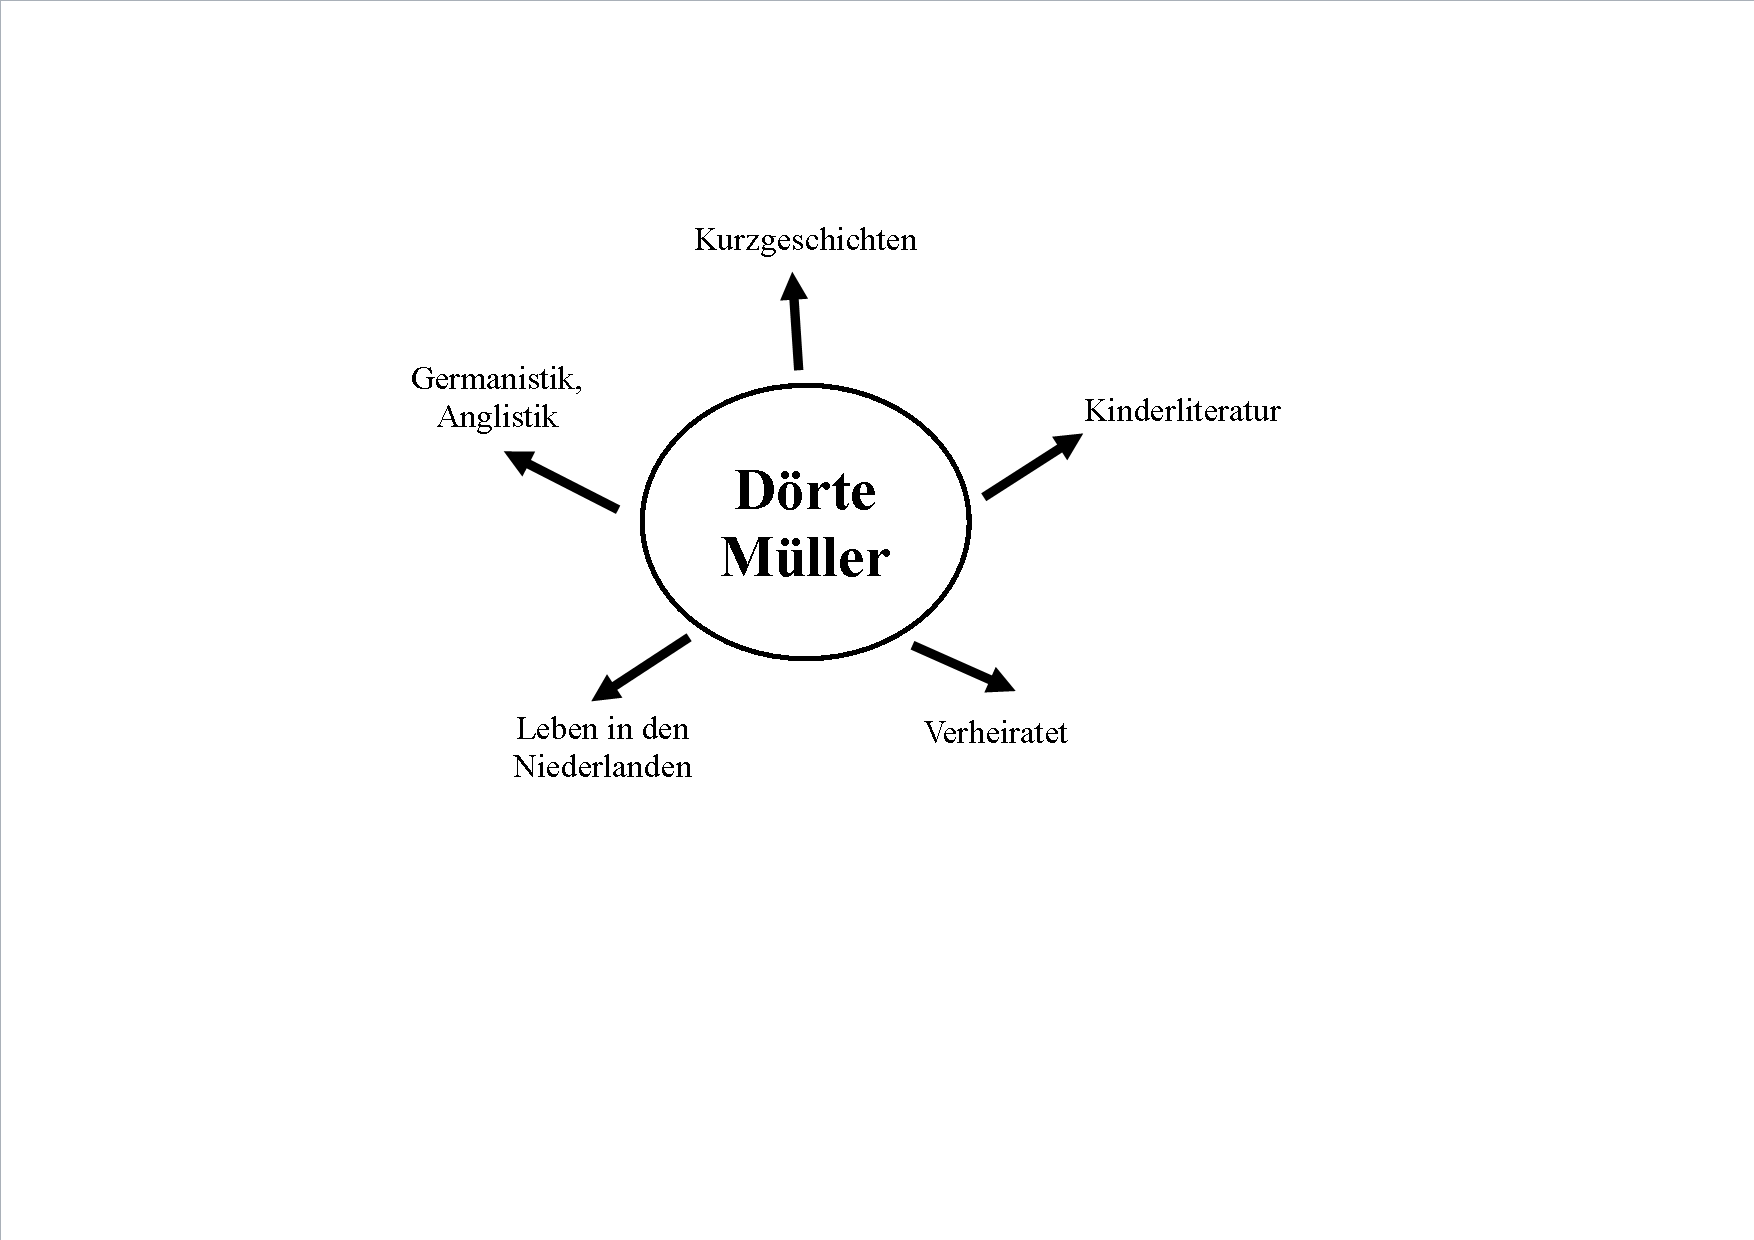 Kurzgeschichten
Germanistik,
Anglistik
Kinderliteratur
Dörte
Müller
Leben in den
Niederlanden
Verheiratet